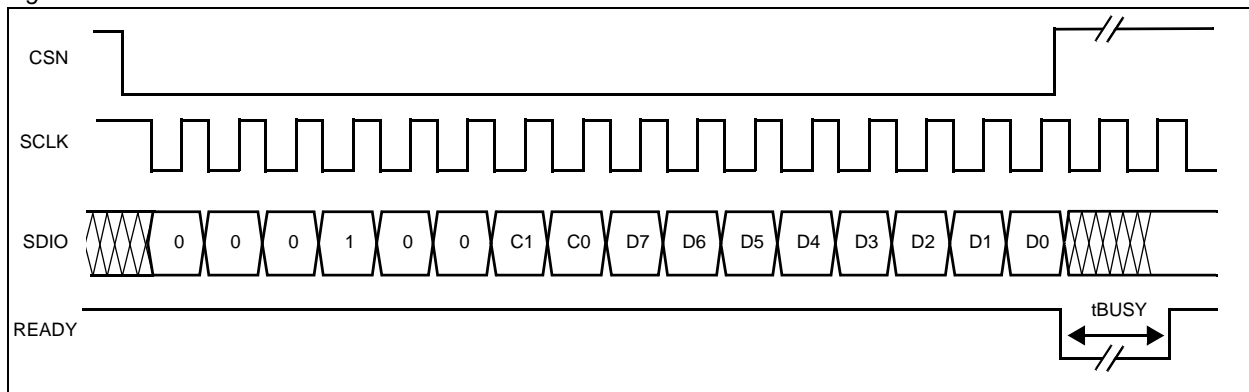 CSN
SCLK
SDIO 0 0 0 1 0 0 C1 C0 D7 D6 D5 D4 D3 D2 D1 D0
tBUSY
READY